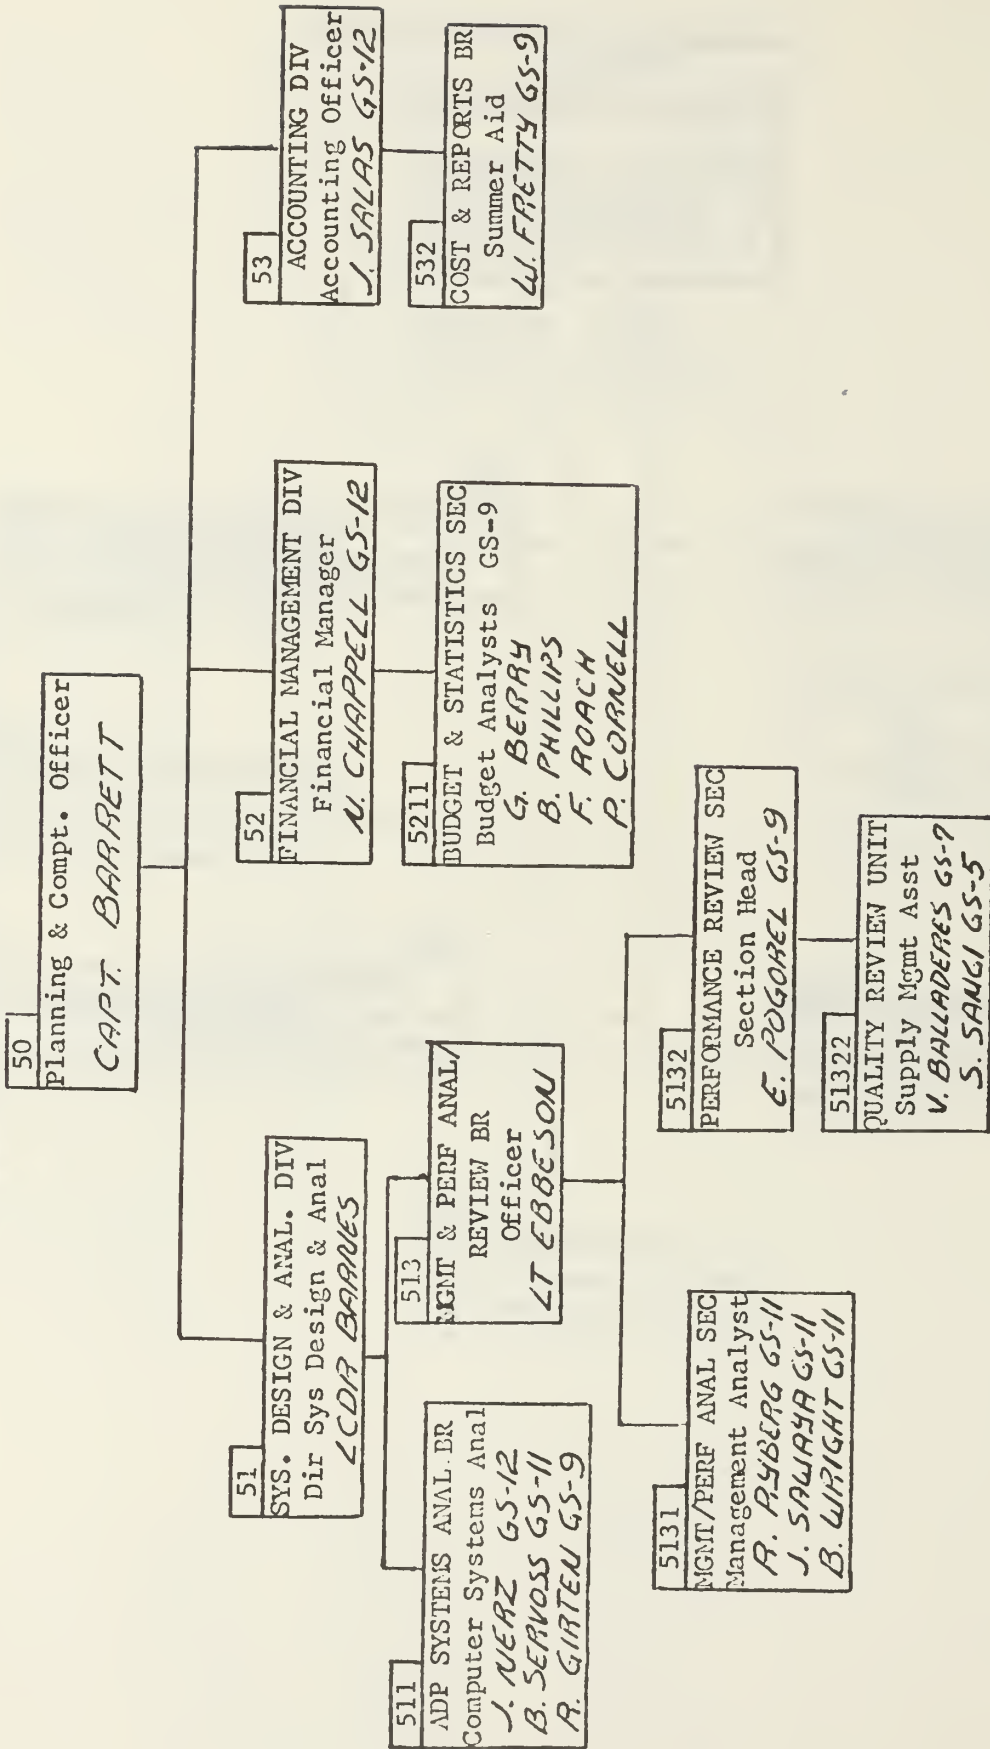 50
Planning & Compt. Officer
CAPT. BARRETT
51
SYS. DESIGN & ANAL. DIV
Dir Sys Design & Anal
LCDR BARNES
52
FINANCIAL MANAGEMENT DIV
Financial Manager
N. CHAPPELL GS-12
53
ACCOUNTING DIV
Accounting Officer
J. SALAS GS-12
511
ADP SYSTEMS ANAL.BR
Computer Systems Anal
J. NERZ GS-12
B. SERVOSS GS-11
R. GIRTEN GS-9
513
MGMT & PERF ANAL/
REVIEW BR
Officer
LT EBBESON
5211
BUDGET & STATISTICS SEC
Budget Analysts GS-9
G. BERRY
B. PHILLIPS
F. ROACH
P. CORNELL
532
COST & REPORTS BR
Summer Aid
W. FRETTY GS-9
5131
MGMT/PERF ANAL SEC
Management Analyst
R. RYBERG GS-11
J. SAWAYA GS-11
B. WRIGHT GS-11
5132
PERFORMANCE REVIEW SEC
Section Head
E. POGOREL GS-9
51322
QUALITY REVIEW UNIT
Supply Mgmt Asst
V. BALLADERES GS-7
S. SANGI GS-5